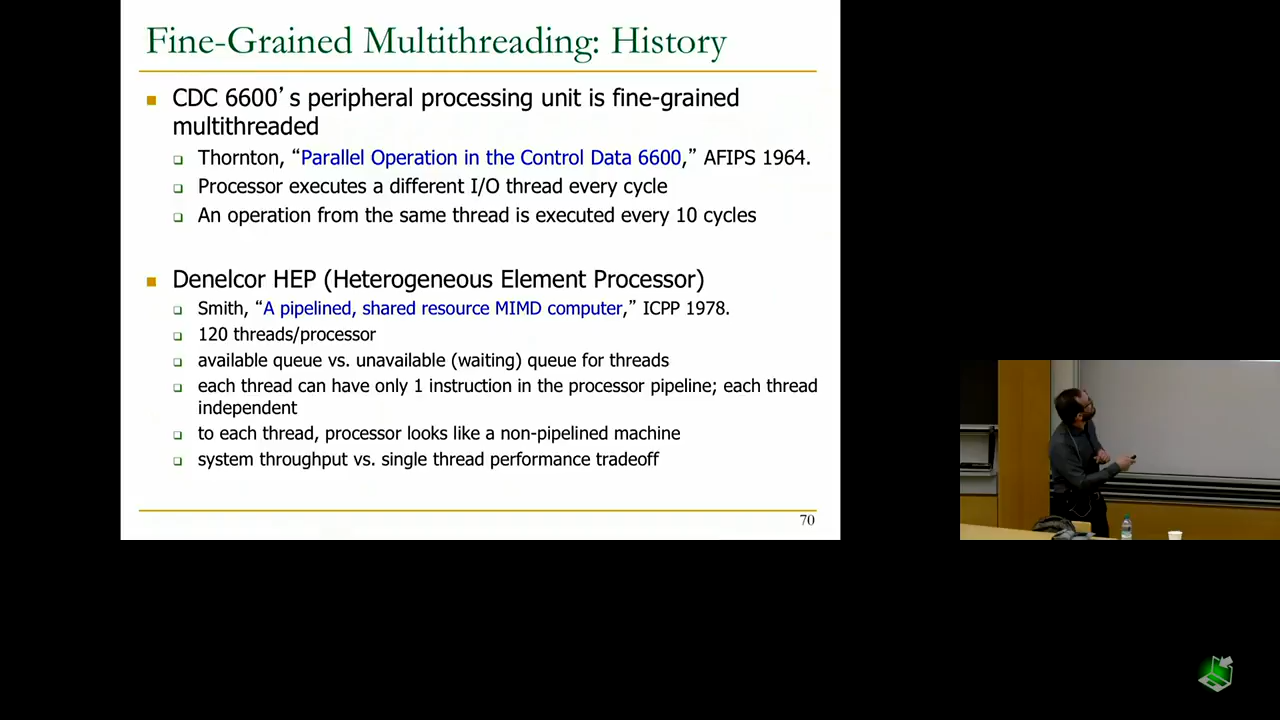 Fine-Grained Multithreading: History
CDC 6600’s peripheral processing unit is fine-grained
multithreaded
Thornton, “Parallel Operation in the Control Data 6600,” AFIPS 1964.
Processor executes a different I/O thread every cycle
An operation from the same thread is executed every 10 cycles
Denelcor HEP (Heterogeneous Element Processor)
Smith, “A pipelined, shared resource MIMD computer,” ICPP 1978.
120 threads/processor
available queue vs. unavailable (waiting) queue for threads
each thread can have only 1 instruction in the processor pipeline; each thread
independent
to each thread, processor looks like a non-pipelined machine
system throughput vs. single thread performance tradeoff
70